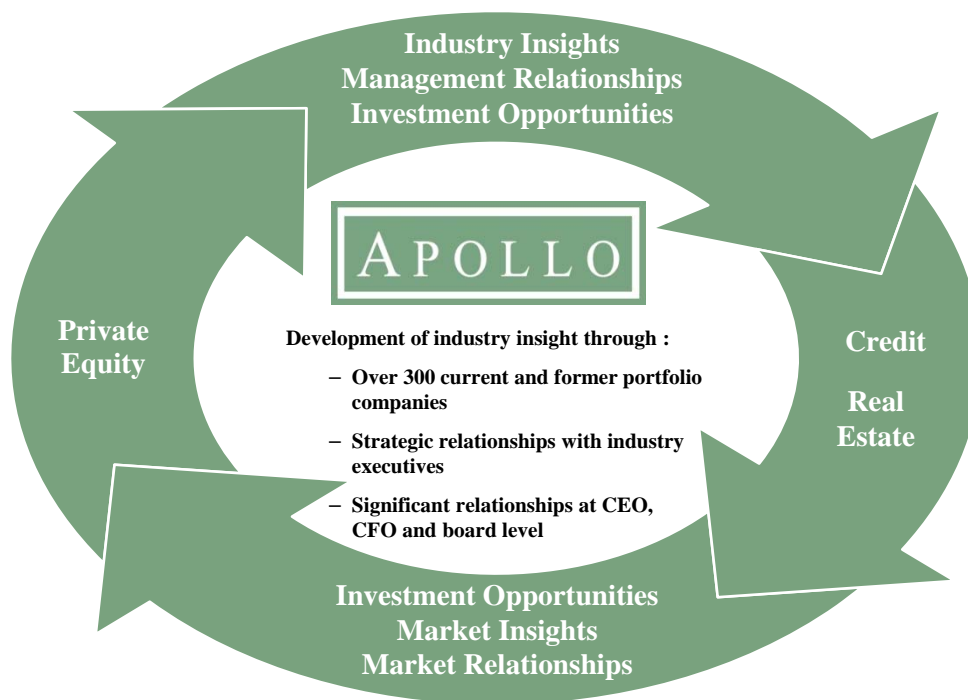 Industry Insights
Management Relationships
Investment Opportunities
APOLLO
Private
Equity
Development of industry insight through :
– Over 300 current and former portfolio
companies
– Strategic relationships with industry
executives
– Significant relationships at CEO,
CFO and board level
Credit
Real
Estate
Investment Opportunities
Market Insights
Market Relationships